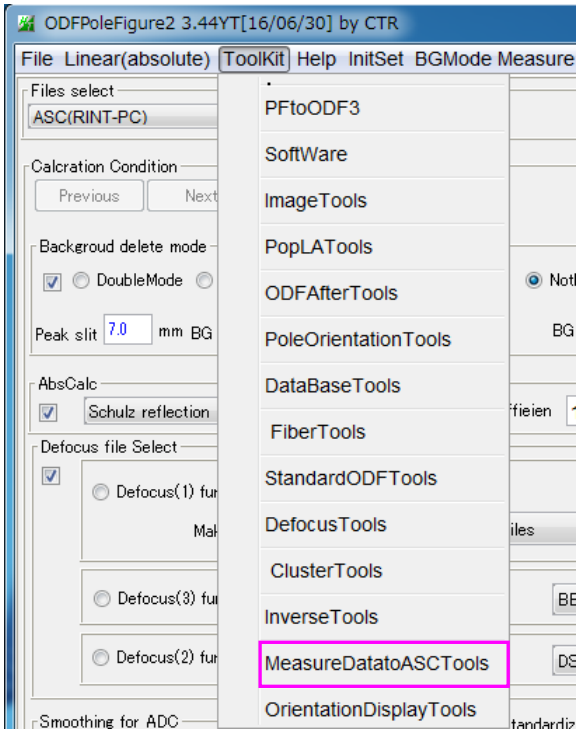 ODFPoleFigure2 3.44YT[16/06/30] by CTR
File Linear(absolute) ToolKit Help InitSet BGMode Measure
Files select
ASC(RINT-PC)
PFtoODF3
SoftWare
Calcration Condition
Previous Next
ImageTools
PopLATools
Backgroud delete mode
DoubleMode
ODFAfterTools
Peak slit 7.0 mm BG
PoleOrientationTools
BG
DataBaseTools
AbsCalc
Schulz reflection
FiberTools
Defocus file Select
StandardODFTools
Defocus(1)
DefocusTools
ClusterTools
Defocus(3)
InverseTools
Defocus(2)
MeasureDatatoASCTools
OrientationDisplayTools
Smoothing for ADC